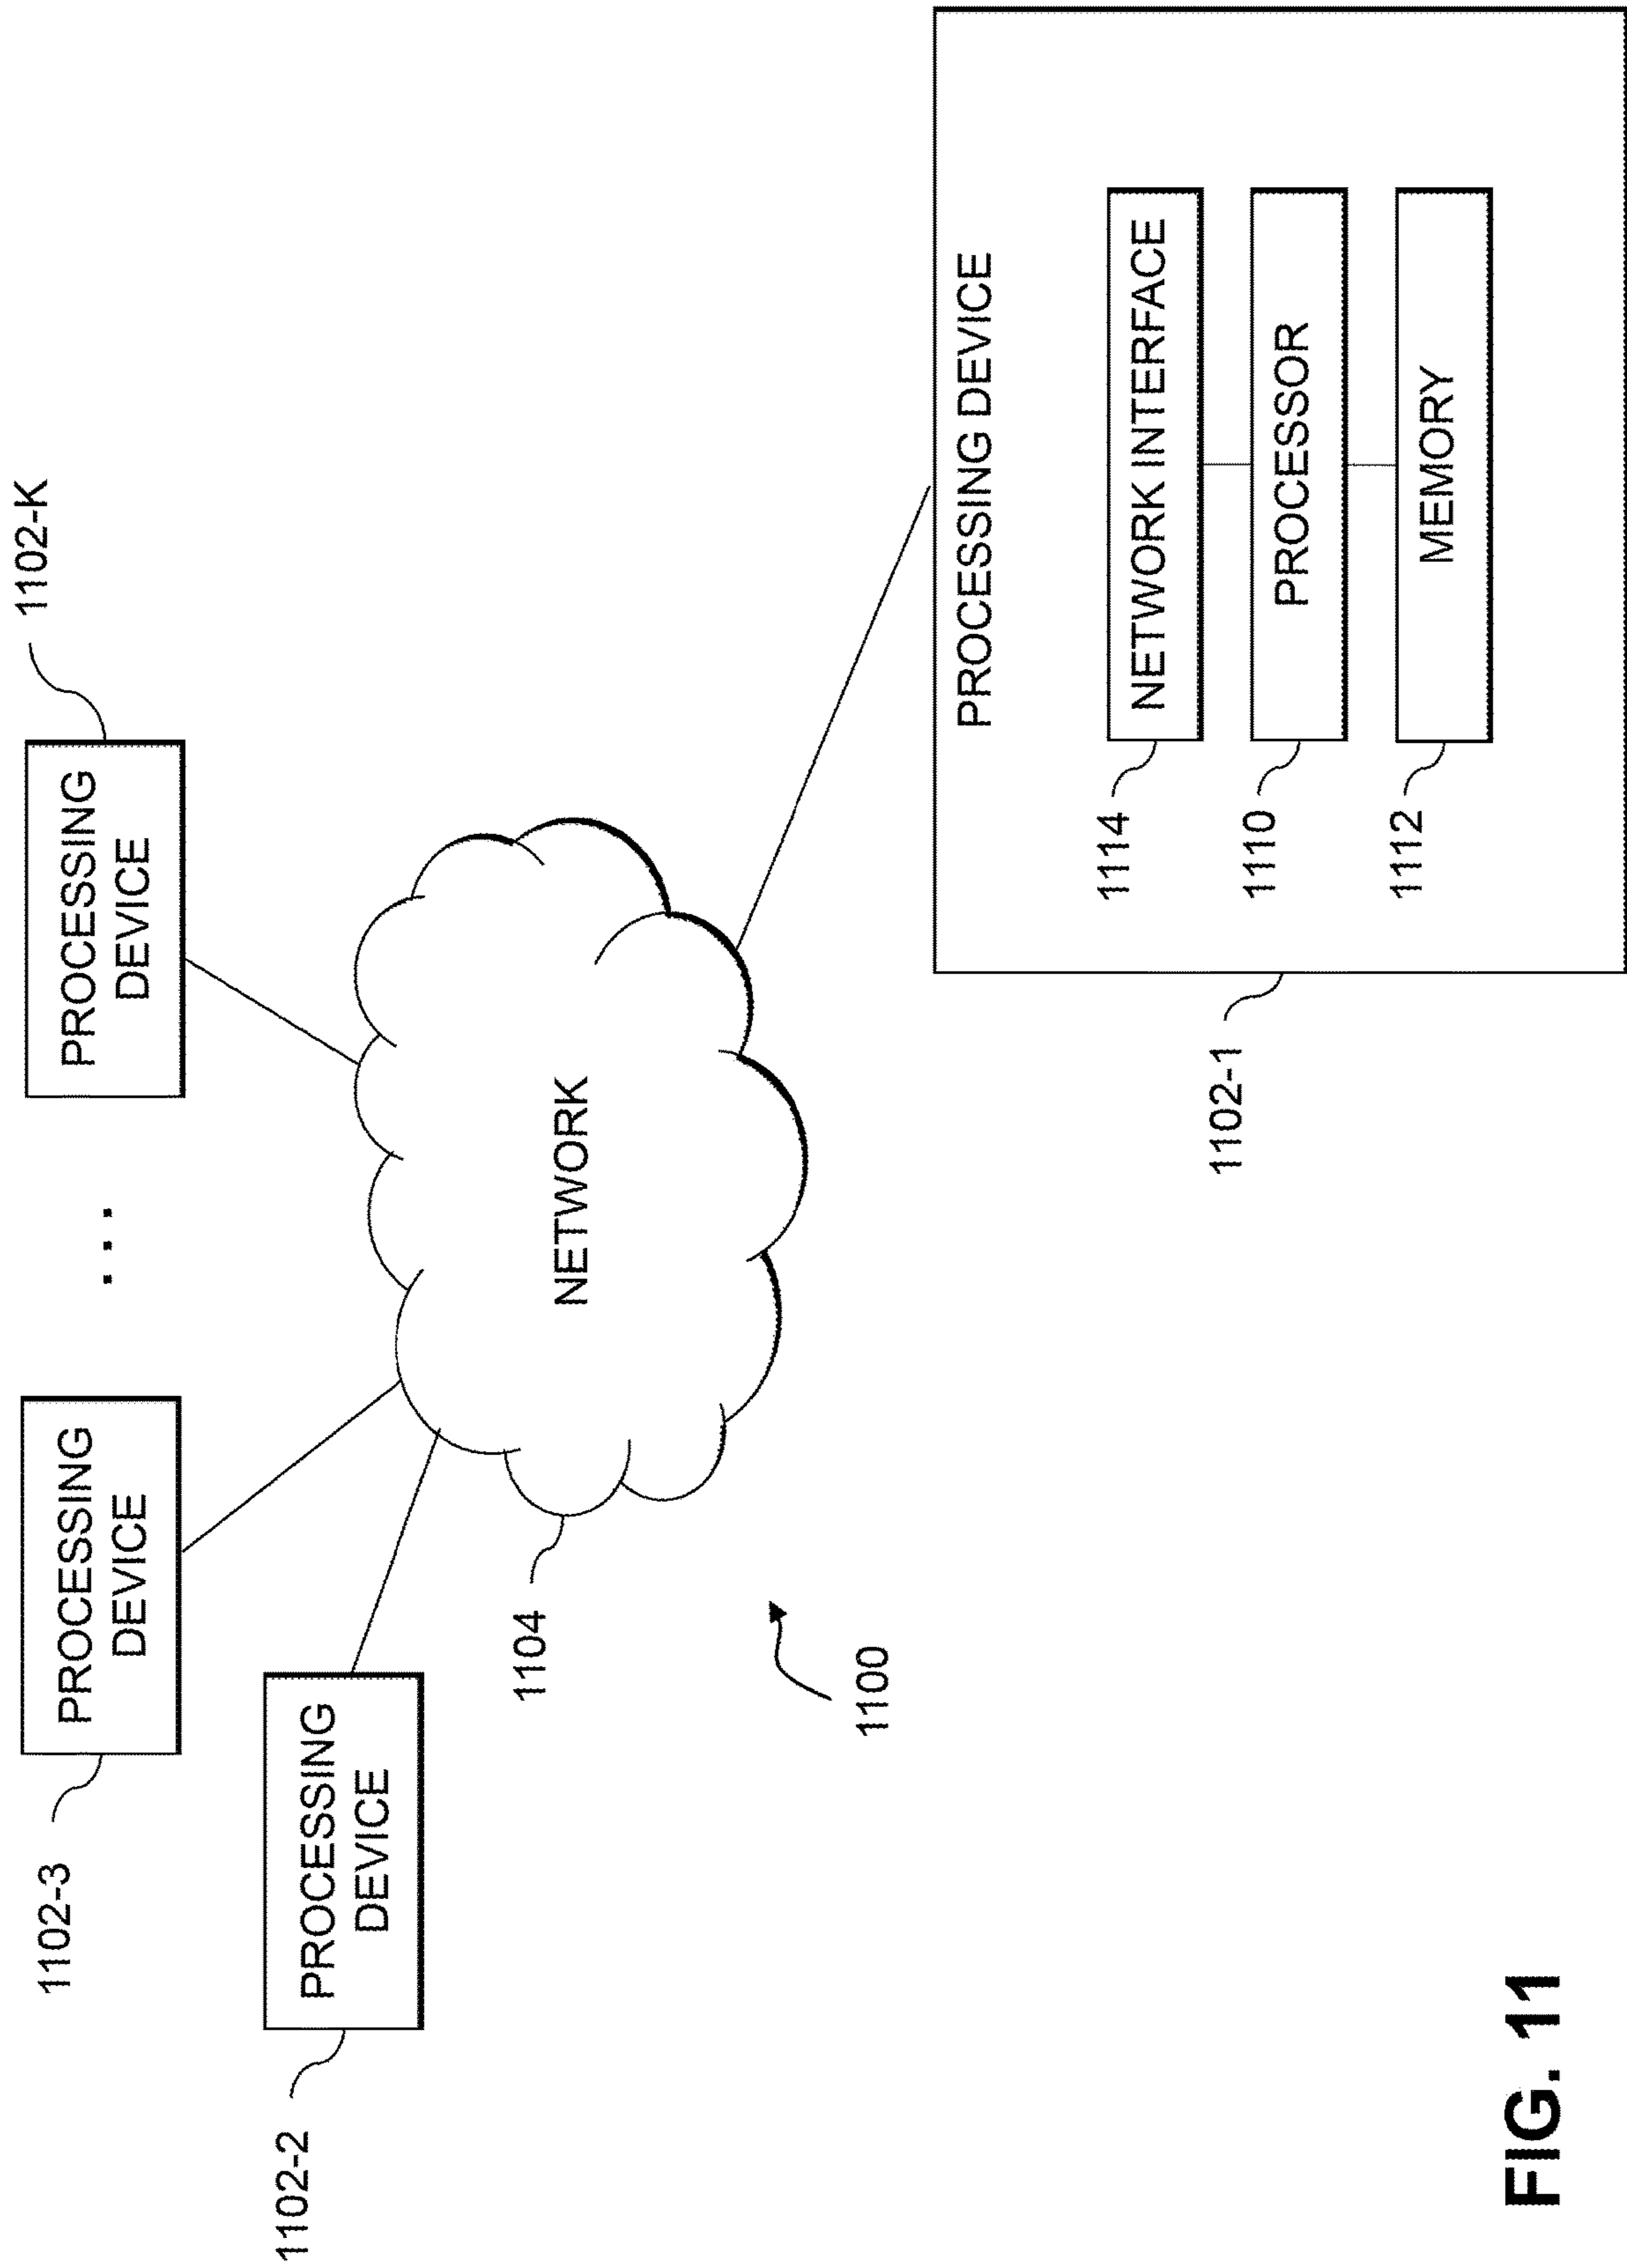 1102-2
1102-3
PROCESSING
DEVICE
PROCESSING
DEVICE
. . .
PROCESSING
DEVICE
1102-K
1104
NETWORK
1100
1102-1
PROCESSING DEVICE
1114
NETWORK INTERFACE
1110
PROCESSOR
1112
MEMORY
FIG. 11